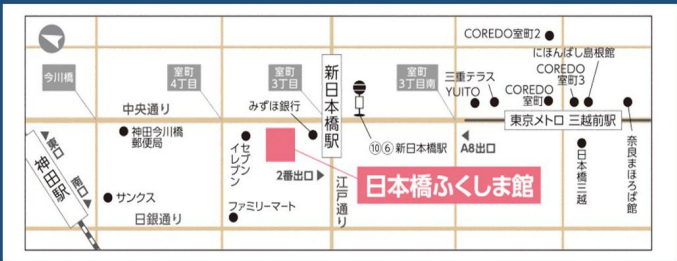 COREDO室町2
にほんばし島根館
COREDO
室町3
今川橋
室町
4丁目
室町
3丁目
新日本橋駅
室町
3丁目南
三重テラス
YUITO
COREDO
室町
中央通り
みずほ銀行
東京メトロ 三越前駅
神田今川橋
郵便局
セブン
イレブン
⑩⑥ 新日本橋駅
A8出口
東口
神田駅
南口
2番出口
江戸通り
日本橋ふくしま館
日本橋三越
奈良まほろば館
サンクス
日銀通り
ファミリーマート